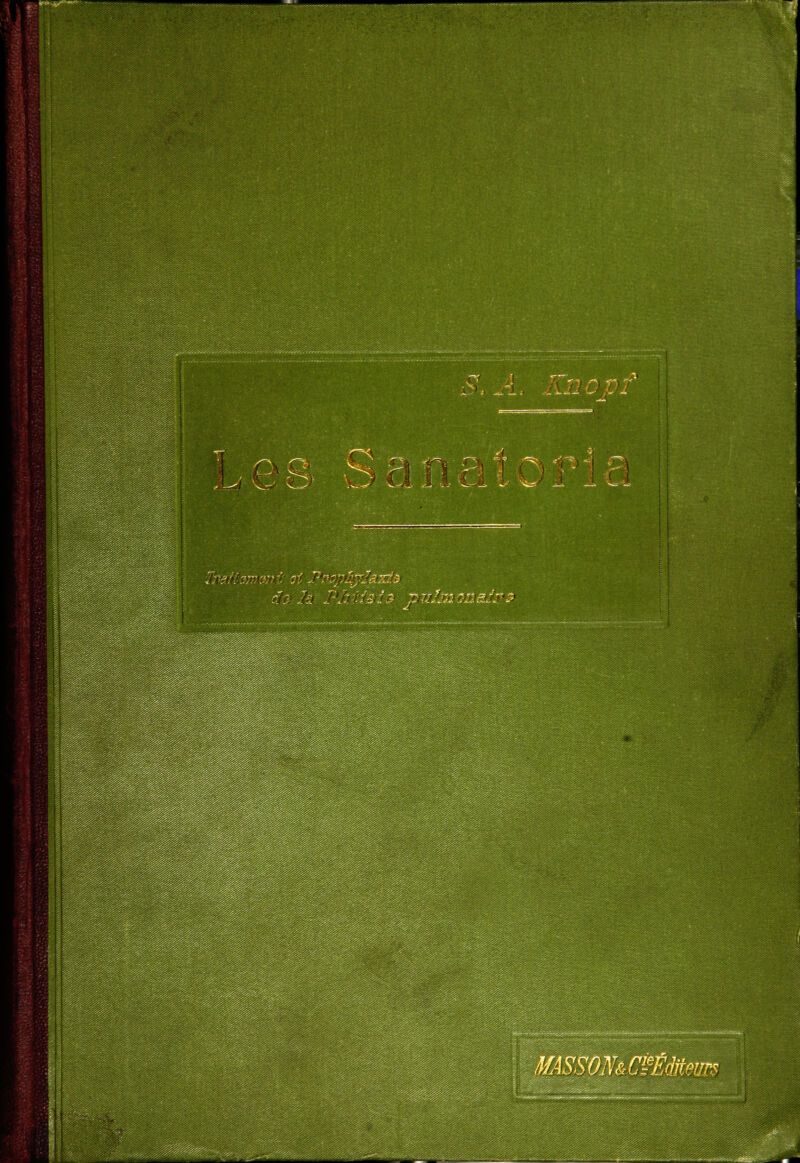 S. A. Knopf
Les Sanatoria
Traitement et Prophylaxie
de la Phtisie pulmonaire
MASSON & Cie Éditeurs